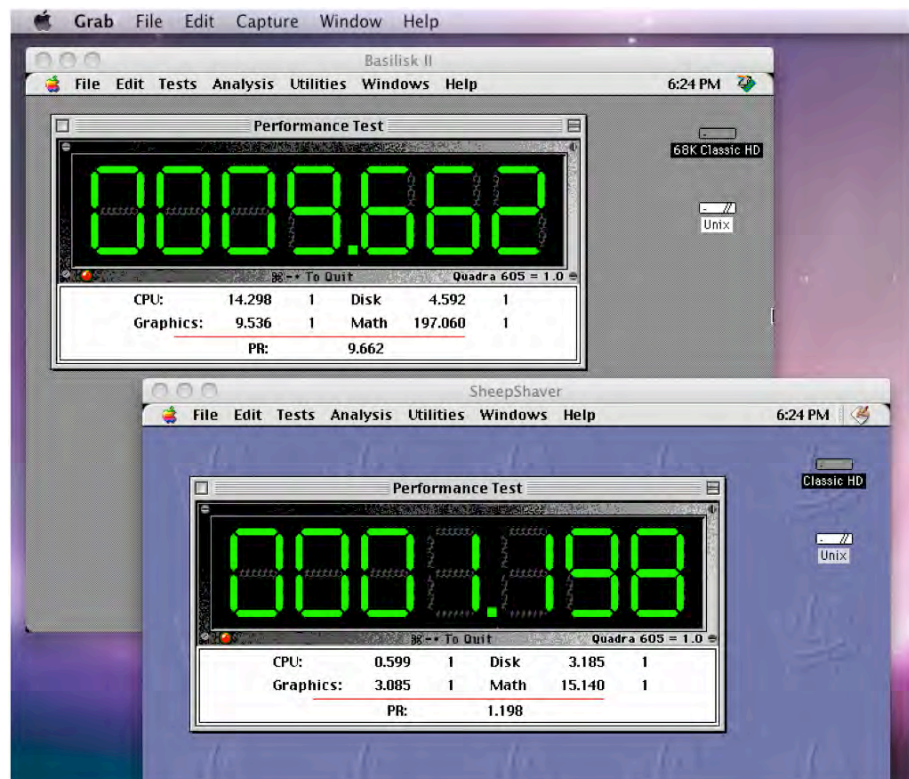 Grab File Edit Capture Window Help
Basilisk II
File Edit Tests Analysis Utilities Windows Help 6:24 PM
Performance Test
68K Classic HD
0009.662
Unix
⌘-• To Quit Quadra 605 = 1.0
CPU: 14.298 1 Disk 4.592 1
Graphics: 9.536 1 Math 197.060 1
PR: 9.662
SheepShaver
File Edit Tests Analysis Utilities Windows Help 6:24 PM
Classic HD
Performance Test
0001.198
Unix
⌘-• To Quit Quadra 605 = 1.0
CPU: 0.599 1 Disk 3.185 1
Graphics: 3.085 1 Math 15.140 1
PR: 1.198